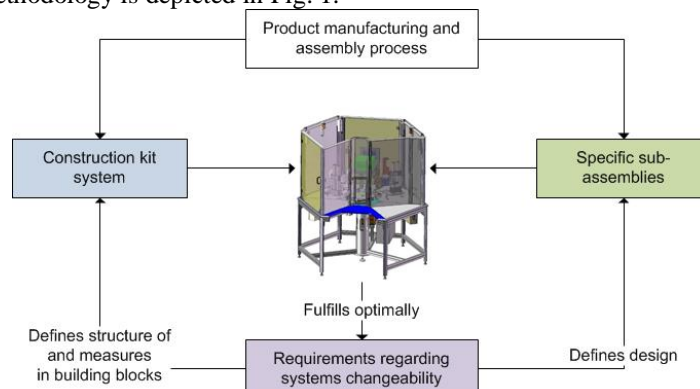 ethodology is depicted in Fig. 1.
Product manufacturing and
assembly process
Construction kit
system
Specific sub-
assemblies
Fulfills optimally
Defines structure of
and measures
in building blocks
Requirements regarding
systems changeability
Defines design